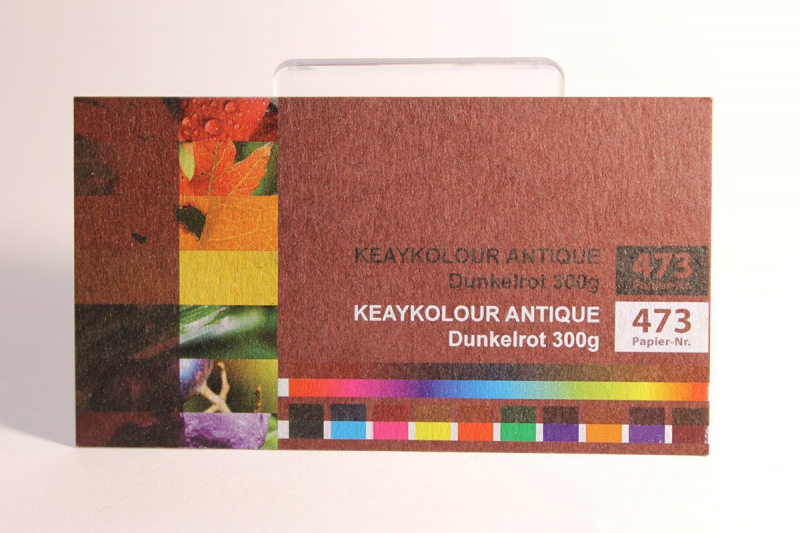 KEAYKOLOUR ANTIQUE
Dunkelrot 300g
473
KEAYKOLOUR ANTIQUE
Dunkelrot 300g
473
Papier-Nr.